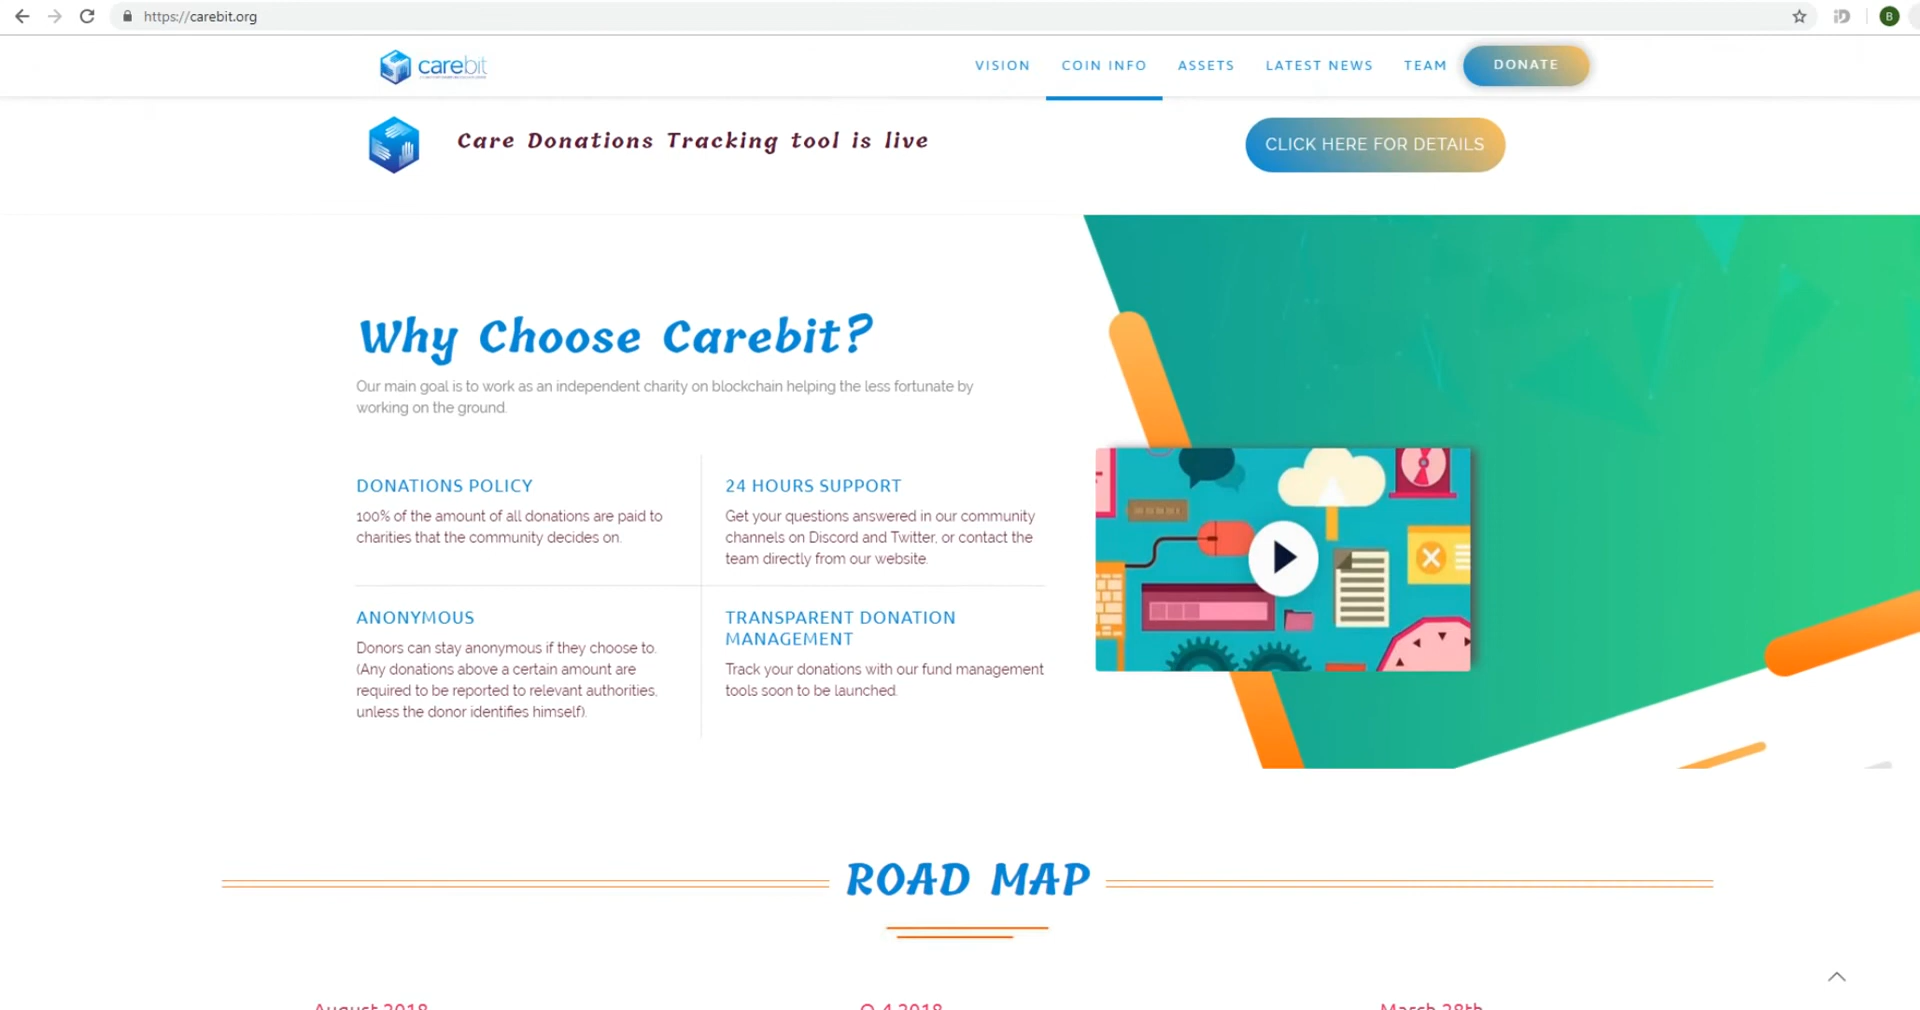 https://carebit.org
B
carebit
VISION
COIN INFO
ASSETS
LATEST NEWS
TEAM
DONATE
Care Donations Tracking tool is live
CLICK HERE FOR DETAILS
Why Choose Carebit?
Our main goal is to work as an independent charity on blockchain helping the less fortunate by
working on the ground.
DONATIONS POLICY
100% of the amount of all donations are paid to
charities that the community decides on.
24 HOURS SUPPORT
Get your questions answered in our community
channels on Discord and Twitter, or contact the
team directly from our website.
ANONYMOUS
Donors can stay anonymous if they choose to.
(Any donations above a certain amount are
required to be reported to relevant authorities,
unless the donor identifies himself).
TRANSPARENT DONATION
MANAGEMENT
Track your donations with our fund management
tools soon to be launched.
ROAD MAP
August 2018
Q 4 2018
March 28th